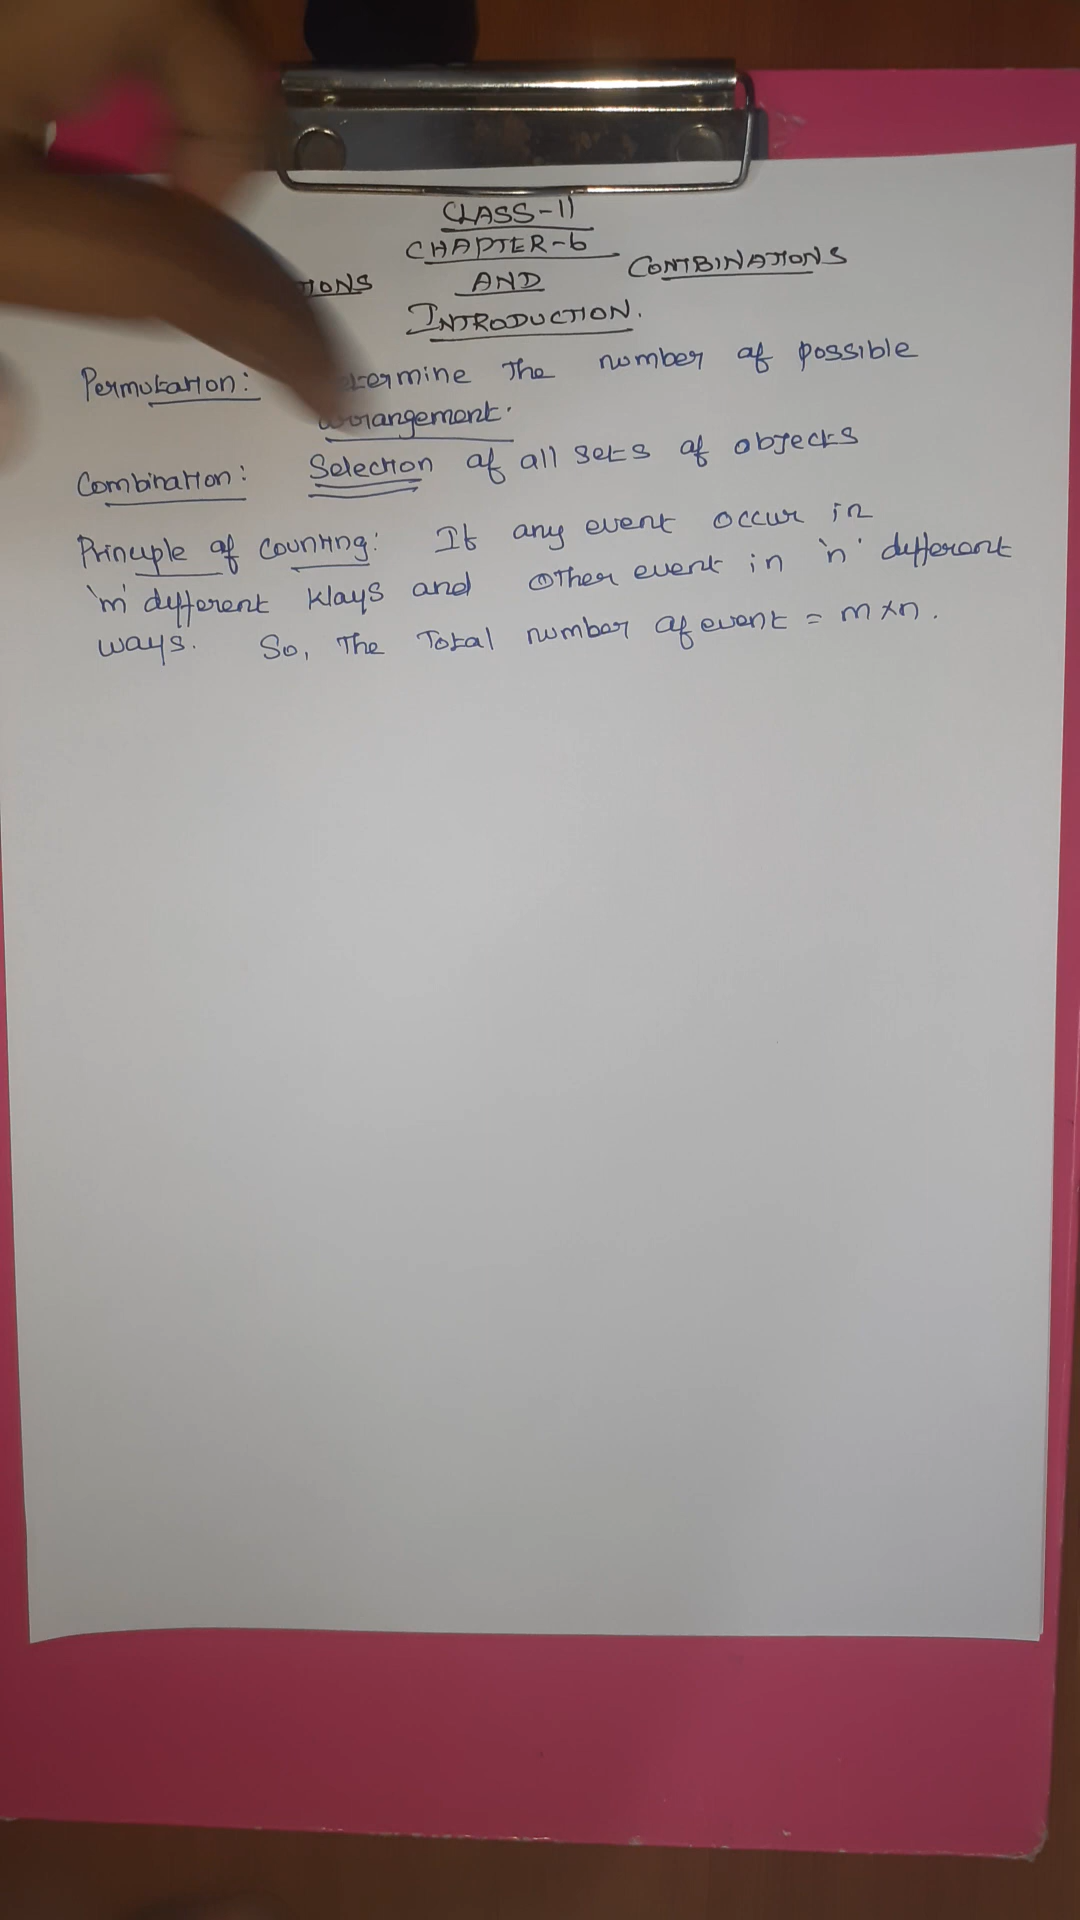 CLASS-11
CHAPTER-6
TIONS AND COMBINATIONS
INTRODUCTION.
Permutation: termine The number of possible
arrangement.
Combination: Selection of all sets of objects
Principle of counting: If any event occur in
'm' different ways and other event in 'n' different
ways. So, The Total number of event = m×n.